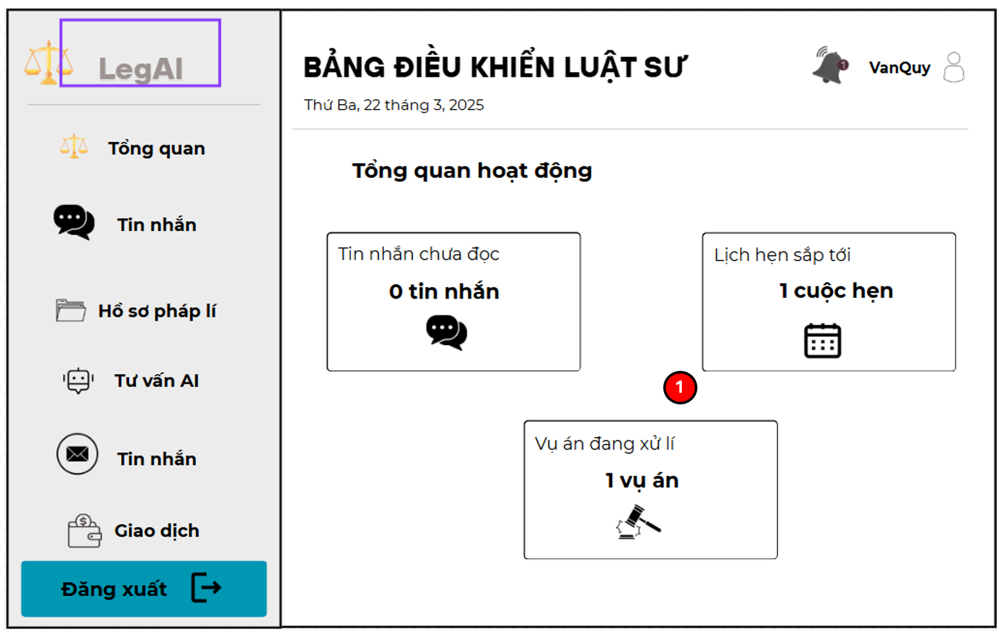 LegAI
Tổng quan
Tin nhắn
Hồ sơ pháp lí
Tư vấn AI
Tin nhắn
Giao dịch
Đăng xuất
BẢNG ĐIỀU KHIỂN LUẬT SƯ
Thứ Ba, 22 tháng 3, 2025
1
VanQuy
Tổng quan hoạt động
Tin nhắn chưa đọc
0 tin nhắn
Lịch hẹn sắp tới
1 cuộc hẹn
1
Vụ án đang xử lí
1 vụ án